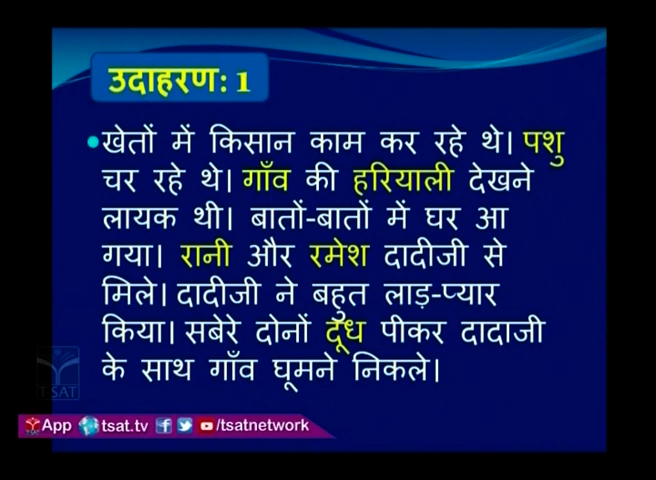 उदाहरण: 1
•खेतों में किसान काम कर रहे थे। पशु
चर रहे थे। गाँव की हरियाली देखने
लायक थी। बातों-बातों में घर आ
गया। रानी और रमेश दादीजी से
मिले। दादीजी ने बहुत लाड़-प्यार
किया। सबेरे दोनों दूध पीकर दादाजी
के साथ गाँव घूमने निकले।
T SAT
App tsat.tv /tsatnetwork